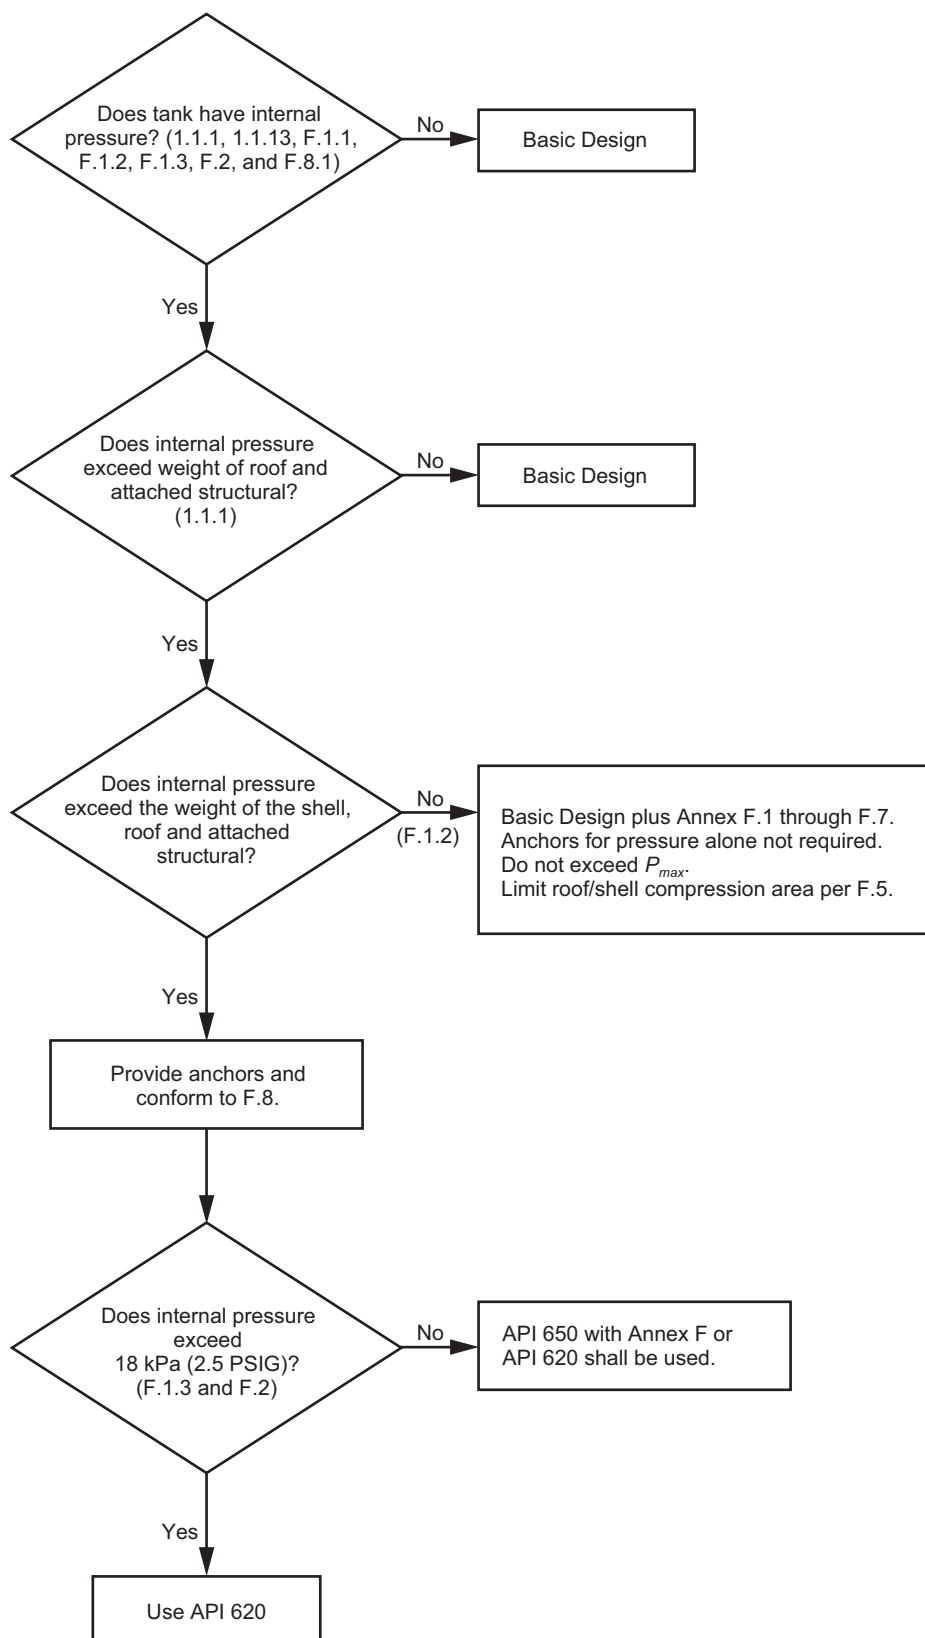 Does tank have internal
pressure? (1.1.1, 1.1.13, F.1.1,
F.1.2, F.1.3, F.2, and F.8.1)
No
Basic Design
Yes
Does internal pressure
exceed weight of roof and
attached structural?
(1.1.1)
No
Basic Design
Yes
Does internal pressure
exceed the weight of the shell,
roof and attached
structural?
No
(F.1.2)
Basic Design plus Annex F.1 through F.7.
Anchors for pressure alone not required.
Do not exceed Pmax.
Limit roof/shell compression area per F.5.
Yes
Provide anchors and
conform to F.8.
Does internal pressure
exceed
18 kPa (2.5 PSIG)?
(F.1.3 and F.2)
No
API 650 with Annex F or
API 620 shall be used.
Yes
Use API 620